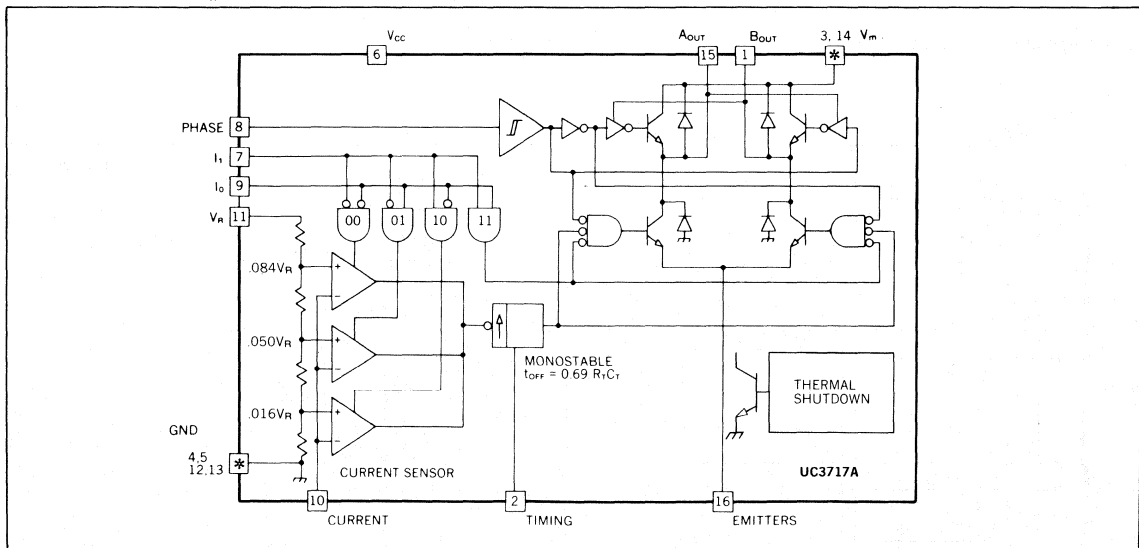 VCC
6
AOUT
15
BOUT
1
3, 14 Vm
*
PHASE 8
I1 7
I0 9
VR 11
00
01
10
11
.084VR
+
−
.050VR
+
−
.016VR
+
−
MONOSTABLE
tOFF = 0.69 RTCT
THERMAL
SHUTDOWN
GND
4,5
12,13
*
CURRENT SENSOR
UC3717A
10
CURRENT
2
TIMING
16
EMITTERS